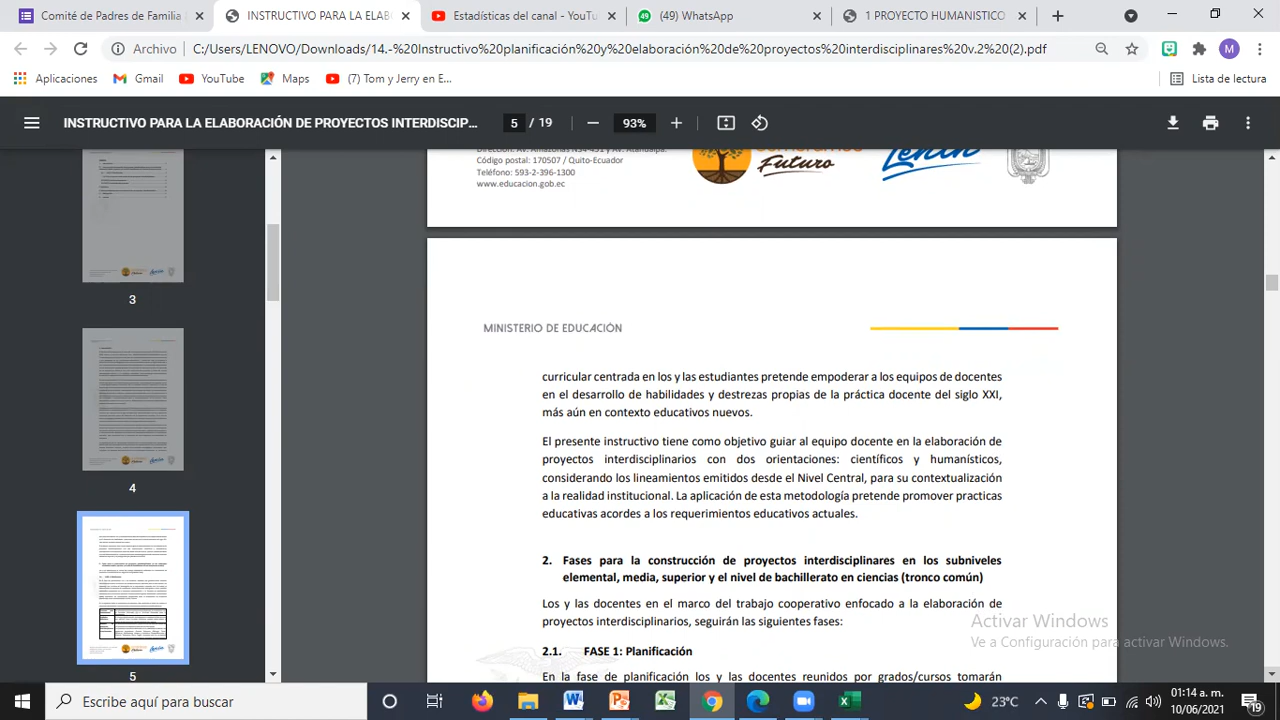 Comité de Padres de Familia
INSTRUCTIVO PARA LA ELAB
Estadísticas del canal - YouTu
(49) WhatsApp
1 PROYECTO HUMANISTICO
Archivo
C:/Users/LENOVO/Downloads/14.-%20Instructivo%20planificación%20y%20elaboración%20de%20proyectos%20interdisciplinares%20v.2%20(2).pdf
M
Aplicaciones
Gmail
YouTube
Maps
(7) Tom y Jerry en E...
Lista de lectura
INSTRUCTIVO PARA LA ELABORACIÓN DE PROYECTOS INTERDISCIP...
5 / 19
93%
Código postal: 170507 / Quito-Ecuador
Teléfono: 593-2-396-1300
www.educacion.gob.ec
Futuro
Lenín
3
4
5
MINISTERIO DE EDUCACIÓN
curricular centrada en los y las estudiantes pretende empoderar a los equipos de docentes
en el desarrollo de habilidades y destrezas propias de la práctica docente del siglo XXI,
más aún en contexto educativos nuevos.
El presente instructivo tiene como objetivo guiar al equipo docente en la elaboración de
proyectos interdisciplinarios con dos orientaciones: científicos y humanísticos,
considerando los lineamientos emitidos desde el Nivel Central, para su contextualización
a la realidad institucional. La aplicación de esta metodología pretende promover practicas
educativas acordes a los requerimientos educativos actuales.
2. Fases para la construcción de proyectos interdisciplinares en los subniveles
elemental, media, superior y el nivel de bachillerato en ciencias (tronco común)
Los y las docentes en el marco del trabajo cooperativo enfocado a la elaboración de
proyectos interdisciplinarios, seguirán las siguientes fases:
2.1. FASE 1: Planificación
En la fase de planificación los y las docentes reunidos por grados/cursos tomarán
Activar Windows
Ve a Configuración para activar Windows.
Escribe aquí para buscar
23°C
01:14 a. m.
10/06/2021
19